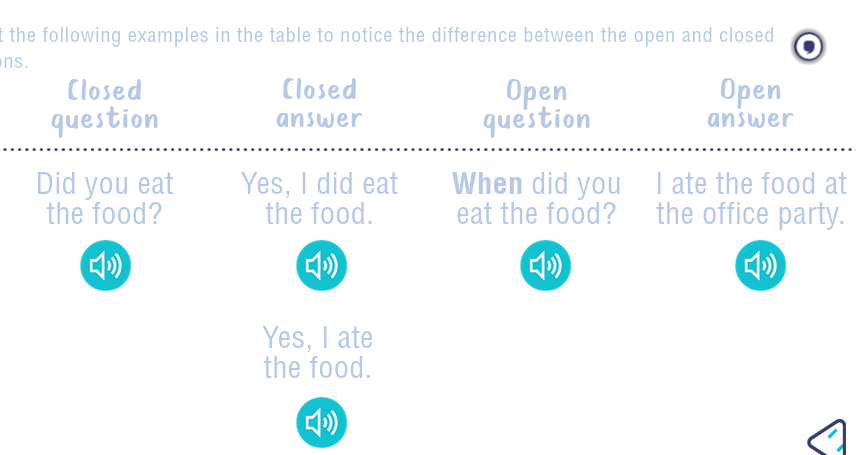 the following examples in the table to notice the difference between the open and closed
Closed question
Closed answer
Open question
Open answer
Did you eat
the food?
Yes, I did eat
the food.
When did you
eat the food?
I ate the food at
the office party.
Yes, I ate
the food.